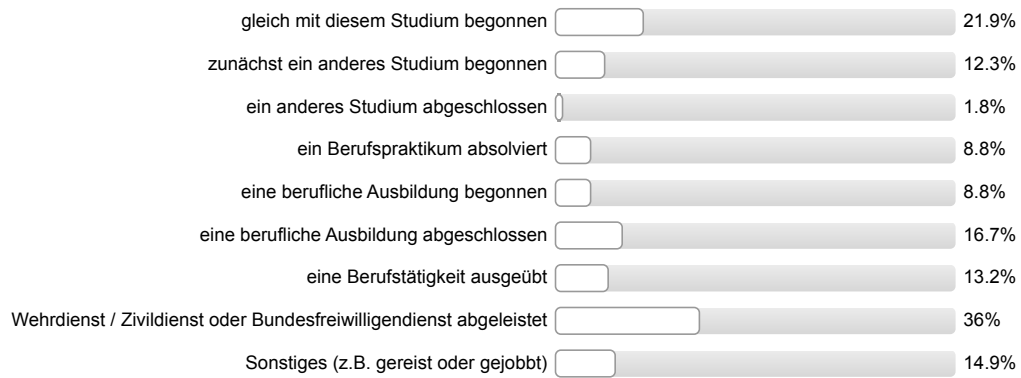 gleich mit diesem Studium begonnen 21.9%
zunächst ein anderes Studium begonnen 12.3%
ein anderes Studium abgeschlossen 1.8%
ein Berufspraktikum absolviert 8.8%
eine berufliche Ausbildung begonnen 8.8%
eine berufliche Ausbildung abgeschlossen 16.7%
eine Berufstätigkeit ausgeübt 13.2%
Wehrdienst / Zivildienst oder Bundesfreiwilligendienst abgeleistet 36%
Sonstiges (z.B. gereist oder gejobbt) 14.9%